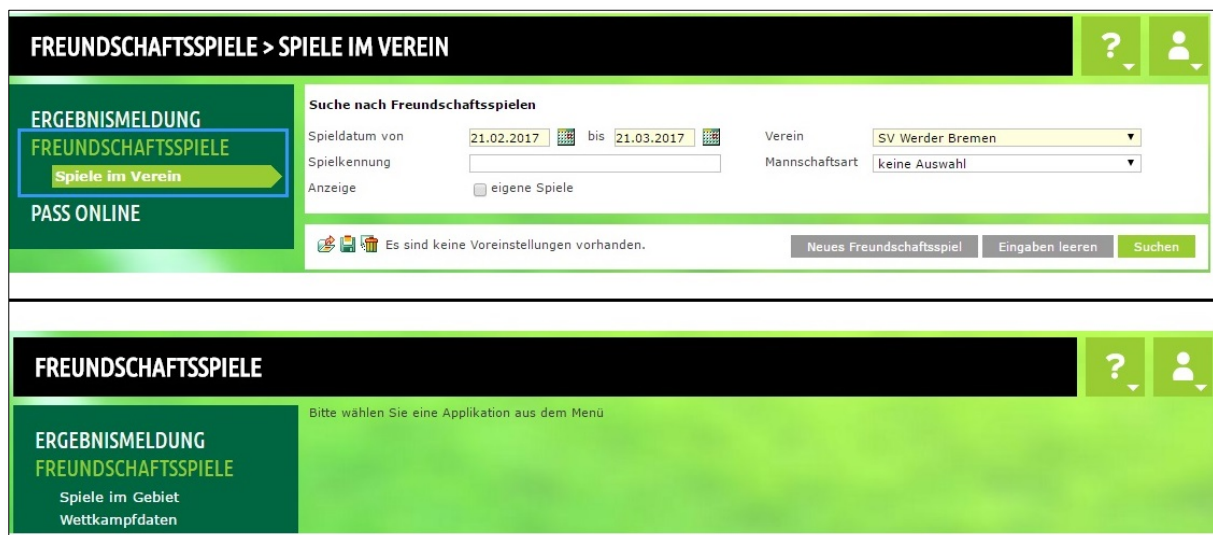 FREUNDSCHAFTSSPIELE > SPIELE IM VEREIN
?
ERGEBNISMELDUNG
FREUNDSCHAFTSSPIELE
Spiele im Verein
PASS ONLINE
Suche nach Freundschaftsspielen
Spieldatum von 21.02.2017 bis 21.03.2017 Verein SV Werder Bremen
Spielkennung Mannschaftsart keine Auswahl
Anzeige eigene Spiele
Es sind keine Voreinstellungen vorhanden. Neues Freundschaftsspiel Eingaben leeren Suchen
FREUNDSCHAFTSSPIELE
?
ERGEBNISMELDUNG
FREUNDSCHAFTSSPIELE
Spiele im Gebiet
Wettkampfdaten
Bitte wählen Sie eine Applikation aus dem Menü